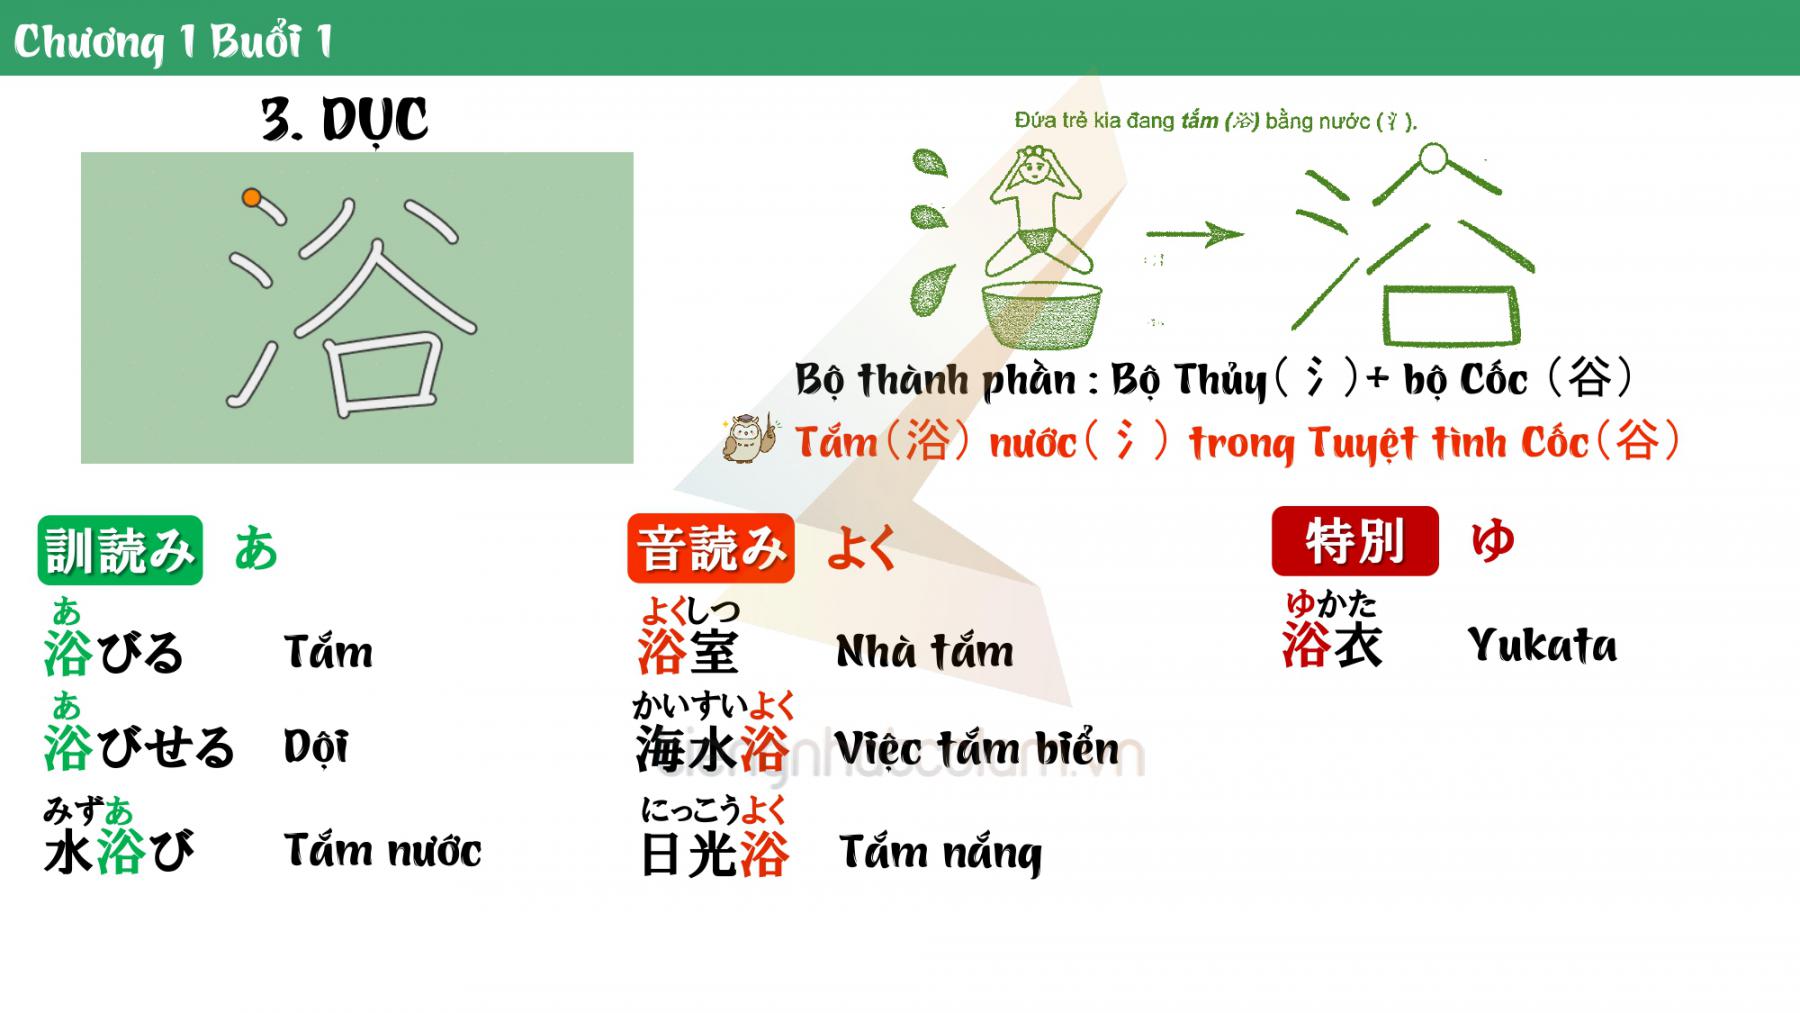 Chương 1 Buổi 1
3. DỤC
Đứa trẻ kia đang tắm (浴) bằng nước (氵).
Bộ thành phần : Bộ Thủy（氵）+ bộ Cốc（谷）
Tắm（浴）nước（氵）trong Tuyệt tình Cốc（谷）
訓読み あ
あ
浴びる Tắm
あ
浴びせる Dội
みずあ
水浴び Tắm nước
音読み よく
よくしつ
浴室 Nhà tắm
かいすいよく
海水浴 Việc tắm biển
にっこうよく
日光浴 Tắm nắng
特別 ゆ
ゆかた
浴衣 Yukata
浴
tiengnhatcolam.vn